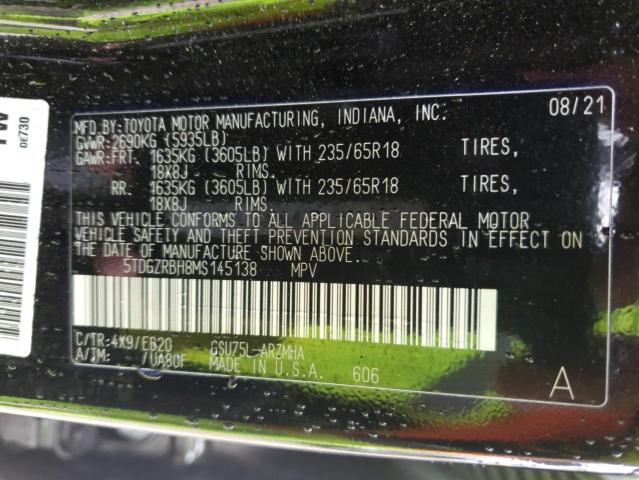 MFD.BY:TOYOTA MOTOR MANUFACTURING, INDIANA, INC. 08/21
GVWR:2690KG (5935LB)
GAWR:FRT. 1635KG (3605LB) WITH 235/65R18 TIRES,
18X8J RIMS.
RR. 1635KG (3605LB) WITH 235/65R18 TIRES,
18X8J RIMS.
THIS VEHICLE CONFORMS TO ALL APPLICABLE FEDERAL MOTOR
VEHICLE SAFETY AND THEFT PREVENTION STANDARDS IN EFFECT ON
THE DATE OF MANUFACTURE SHOWN ABOVE.
5TDGZRBH8MS145138 MPV
C/TR:4X9/EB20 GSU75L-ARZMHA
A/TM: /UA80F MADE IN U.S.A. 606
A
0E730